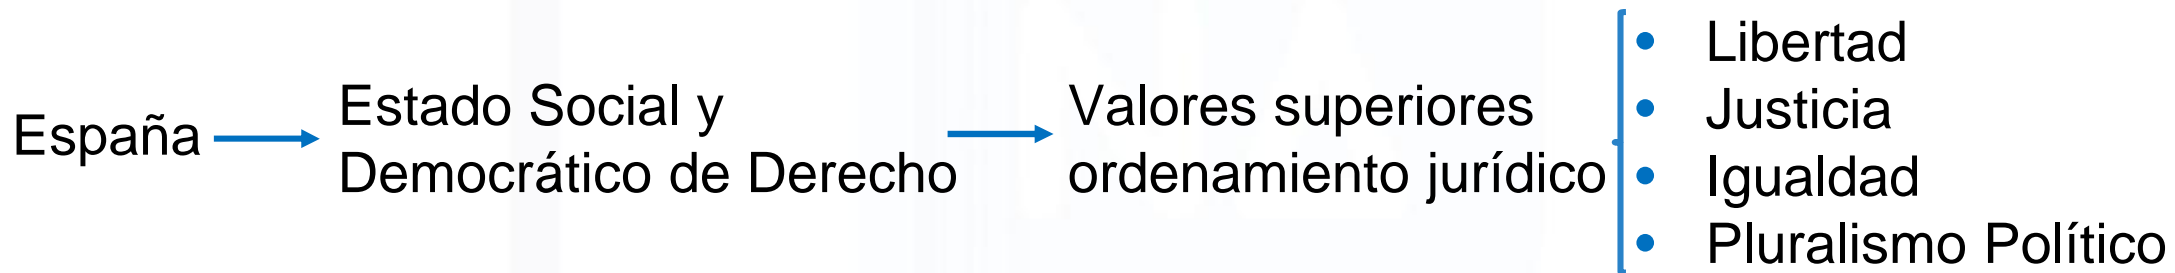 España
Estado Social y
Democrático de Derecho
Valores superiores
ordenamiento jurídico
• Libertad
• Justicia
• Igualdad
• Pluralismo Político